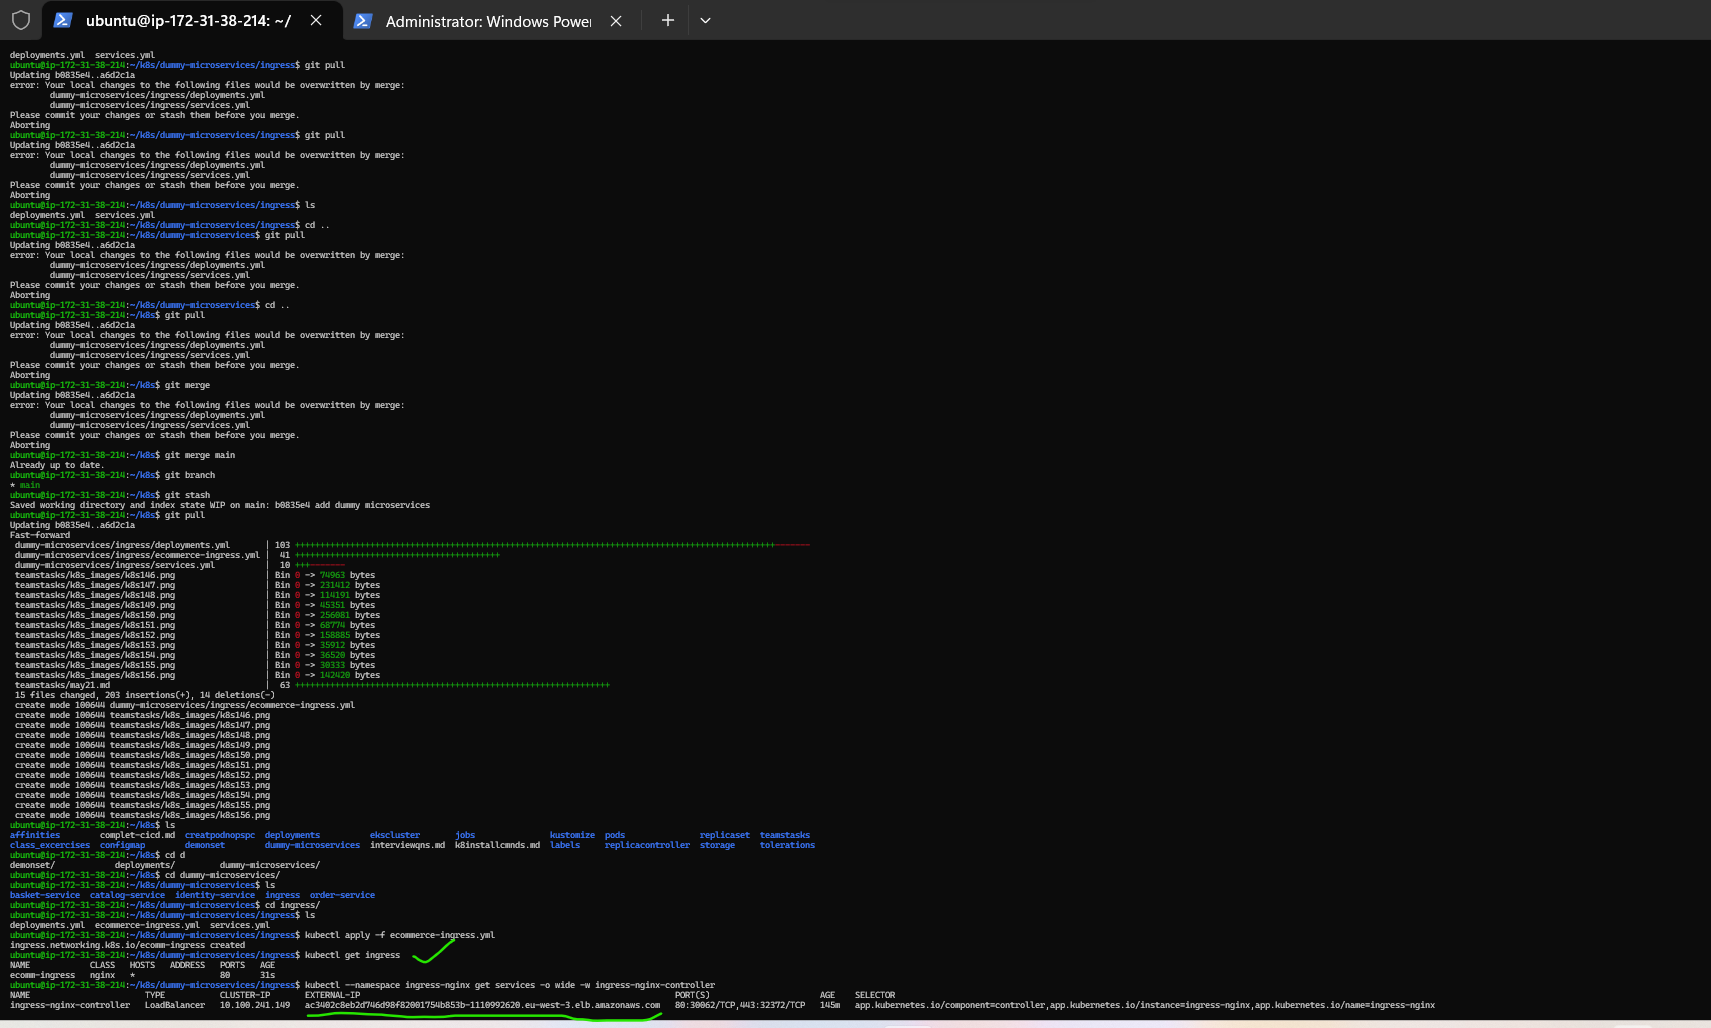 ubuntu@ip-172-31-38-214: ~/
Administrator: Windows Power
deployments.yml  services.yml
ubuntu@ip-172-31-38-214:~/k8s/dummy-microservices/ingress$ git pull
Updating b0835e4..a6d2c1a
error: Your local changes to the following files would be overwritten by merge:
        dummy-microservices/ingress/deployments.yml
        dummy-microservices/ingress/services.yml
Please commit your changes or stash them before you merge.
Aborting
ubuntu@ip-172-31-38-214:~/k8s/dummy-microservices/ingress$ git pull
Updating b0835e4..a6d2c1a
error: Your local changes to the following files would be overwritten by merge:
        dummy-microservices/ingress/deployments.yml
        dummy-microservices/ingress/services.yml
Please commit your changes or stash them before you merge.
Aborting
ubuntu@ip-172-31-38-214:~/k8s/dummy-microservices/ingress$ ls
deployments.yml  services.yml
ubuntu@ip-172-31-38-214:~/k8s/dummy-microservices/ingress$ cd ..
ubuntu@ip-172-31-38-214:~/k8s/dummy-microservices$ git pull
Updating b0835e4..a6d2c1a
error: Your local changes to the following files would be overwritten by merge:
        dummy-microservices/ingress/deployments.yml
        dummy-microservices/ingress/services.yml
Please commit your changes or stash them before you merge.
Aborting
ubuntu@ip-172-31-38-214:~/k8s/dummy-microservices$ cd ..
ubuntu@ip-172-31-38-214:~/k8s$ git pull
Updating b0835e4..a6d2c1a
error: Your local changes to the following files would be overwritten by merge:
        dummy-microservices/ingress/deployments.yml
        dummy-microservices/ingress/services.yml
Please commit your changes or stash them before you merge.
Aborting
ubuntu@ip-172-31-38-214:~/k8s$ git merge
Updating b0835e4..a6d2c1a
error: Your local changes to the following files would be overwritten by merge:
        dummy-microservices/ingress/deployments.yml
        dummy-microservices/ingress/services.yml
Please commit your changes or stash them before you merge.
Aborting
ubuntu@ip-172-31-38-214:~/k8s$ git merge main
Already up to date.
ubuntu@ip-172-31-38-214:~/k8s$ git branch
* main
ubuntu@ip-172-31-38-214:~/k8s$ git stash
Saved working directory and index state WIP on main: b0835e4 add dummy microservices
ubuntu@ip-172-31-38-214:~/k8s$ git pull
Updating b0835e4..a6d2c1a
Fast-forward
 dummy-microservices/ingress/deployments.yml       | 103 ++++++++++++++++++++++++++++++++++++++++++++++++++++++++++++++++++++++++++++++++++++++++++++++++-------
 dummy-microservices/ingress/ecommerce-ingress.yml |  41 +++++++++++++++++++++++++++++++++++++++++
 dummy-microservices/ingress/services.yml          |  10 +++-------
 teamstasks/k8s_images/k8s146.png                  | Bin 0 -> 74963 bytes
 teamstasks/k8s_images/k8s147.png                  | Bin 0 -> 231412 bytes
 teamstasks/k8s_images/k8s148.png                  | Bin 0 -> 114191 bytes
 teamstasks/k8s_images/k8s149.png                  | Bin 0 -> 45351 bytes
 teamstasks/k8s_images/k8s150.png                  | Bin 0 -> 256081 bytes
 teamstasks/k8s_images/k8s151.png                  | Bin 0 -> 68774 bytes
 teamstasks/k8s_images/k8s152.png                  | Bin 0 -> 158885 bytes
 teamstasks/k8s_images/k8s153.png                  | Bin 0 -> 35912 bytes
 teamstasks/k8s_images/k8s154.png                  | Bin 0 -> 36520 bytes
 teamstasks/k8s_images/k8s155.png                  | Bin 0 -> 30333 bytes
 teamstasks/k8s_images/k8s156.png                  | Bin 0 -> 142420 bytes
 teamstasks/may21.md                               |  63 +++++++++++++++++++++++++++++++++++++++++++++++++++++++++++++++
 15 files changed, 203 insertions(+), 14 deletions(-)
 create mode 100644 dummy-microservices/ingress/ecommerce-ingress.yml
 create mode 100644 teamstasks/k8s_images/k8s146.png
 create mode 100644 teamstasks/k8s_images/k8s147.png
 create mode 100644 teamstasks/k8s_images/k8s148.png
 create mode 100644 teamstasks/k8s_images/k8s149.png
 create mode 100644 teamstasks/k8s_images/k8s150.png
 create mode 100644 teamstasks/k8s_images/k8s151.png
 create mode 100644 teamstasks/k8s_images/k8s152.png
 create mode 100644 teamstasks/k8s_images/k8s153.png
 create mode 100644 teamstasks/k8s_images/k8s154.png
 create mode 100644 teamstasks/k8s_images/k8s155.png
 create mode 100644 teamstasks/k8s_images/k8s156.png
ubuntu@ip-172-31-38-214:~/k8s$ ls
affinities        complet-cicd.md  creatpodnopspc  deployments          ekscluster       jobs              kustomize  pods               replicaset  teamstasks
class_excercises  configmap        demonset        dummy-microservices  interviewqns.md  k8installcmnds.md  labels     replicacontroller  storage     tolerations
ubuntu@ip-172-31-38-214:~/k8s$ cd d
demonset/            deployments/         dummy-microservices/
ubuntu@ip-172-31-38-214:~/k8s$ cd dummy-microservices/
ubuntu@ip-172-31-38-214:~/k8s/dummy-microservices$ ls
basket-service  catalog-service  identity-service  ingress  order-service
ubuntu@ip-172-31-38-214:~/k8s/dummy-microservices$ cd ingress/
ubuntu@ip-172-31-38-214:~/k8s/dummy-microservices/ingress$ ls
deployments.yml  ecommerce-ingress.yml  services.yml
ubuntu@ip-172-31-38-214:~/k8s/dummy-microservices/ingress$ kubectl apply -f ecommerce-ingress.yml
ingress.networking.k8s.io/ecomm-ingress created
ubuntu@ip-172-31-38-214:~/k8s/dummy-microservices/ingress$ kubectl get ingress
NAME            CLASS   HOSTS   ADDRESS   PORTS   AGE
ecomm-ingress   nginx   *                 80      31s
ubuntu@ip-172-31-38-214:~/k8s/dummy-microservices/ingress$ kubectl --namespace ingress-nginx get services -o wide -w ingress-nginx-controller
NAME                       TYPE           CLUSTER-IP       EXTERNAL-IP                                                               PORT(S)                      AGE    SELECTOR
ingress-nginx-controller   LoadBalancer   10.100.241.149   ac3402c8eb2d746d98f82001754b853b-1110992620.eu-west-3.elb.amazonaws.com   80:30062/TCP,443:32372/TCP   145m   app.kubernetes.io/component=controller,app.kubernetes.io/instance=ingress-nginx,app.kubernetes.io/name=ingress-nginx